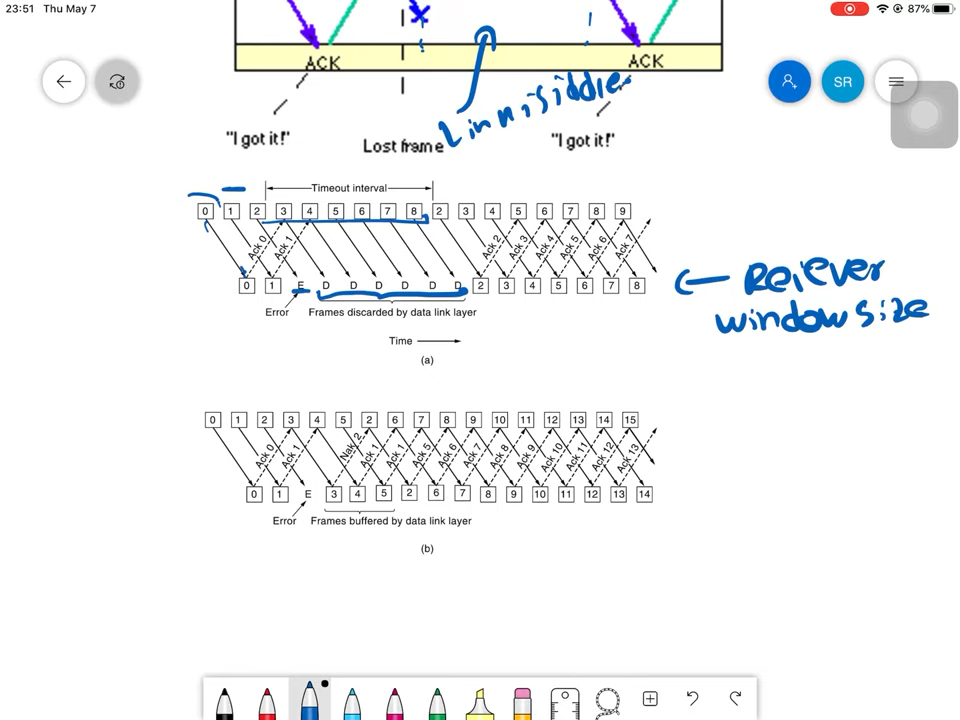 23:51 Thu May 7
87%
SR
ACK
ACK
"I got it!"
Lost frame
"I got it!"
Timeout interval
0 1 2 3 4 5 6 7 8 2 3 4 5 6 7 8 9
Ack 0 Ack 1 Ack 2 Ack 3 Ack 4 Ack 5 Ack 6 Ack 7
0 1 E D D D D D D 2 3 4 5 6 7 8
Error Frames discarded by data link layer
Time
(a)
Reiever
window size
0 1 2 3 4 5 2 6 7 8 9 10 11 12 13 14 15
Ack 0 Ack 1 Nak 2 Ack 1 Ack 1 Ack 5 Ack 6 Ack 7 Ack 8 Ack 9 Ack 10 Ack 11 Ack 12 Ack 13
0 1 E 3 4 5 2 6 7 8 9 10 11 12 13 14
Error Frames buffered by data link layer
(b)